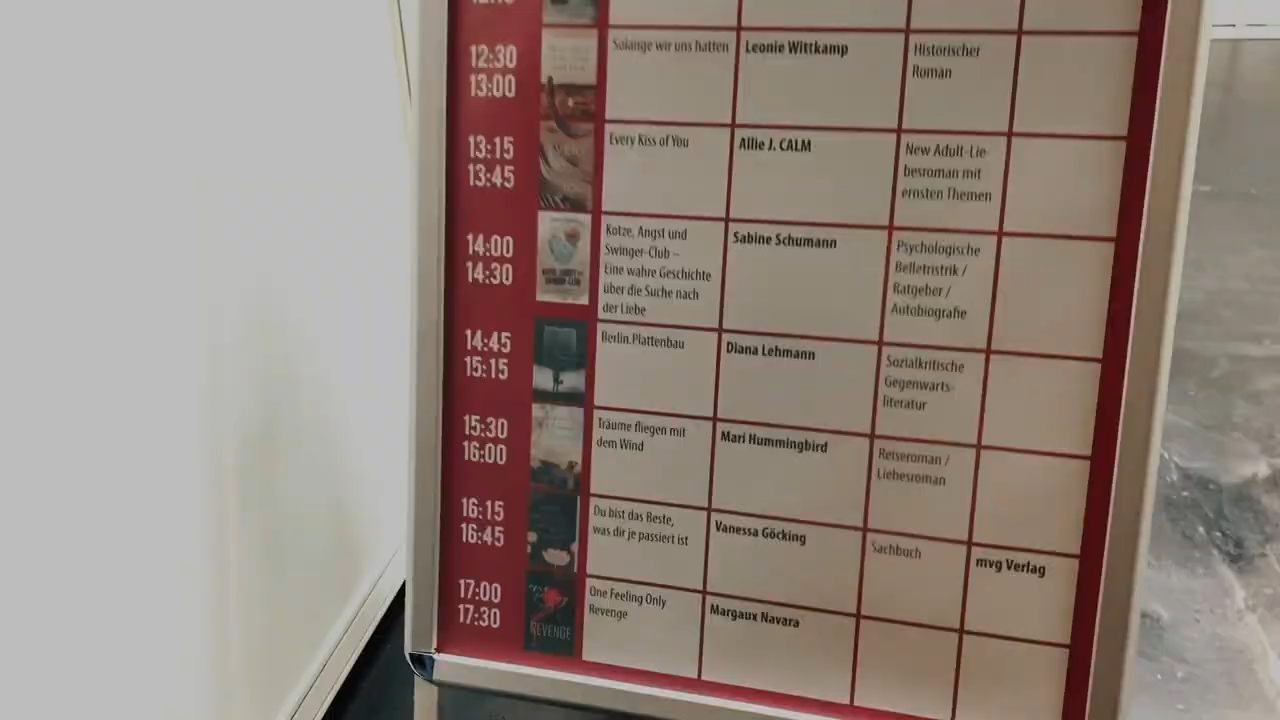 12:30
13:00
Solange wir uns hatten
Leonie Wittkamp
Historischer
Roman
13:15
13:45
Every Kiss of You
Allie J. CALM
New Adult-Lie-
besroman mit
ernsten Themen
14:00
14:30
Kotze, Angst und
Swinger-Club –
Eine wahre Geschichte
über die Suche nach
der Liebe
Sabine Schumann
Psychologische
Belletristrik /
Ratgeber /
Autobiografie
14:45
15:15
Berlin.Plattenbau
Diana Lehmann
Sozialkritische
Gegenwarts-
literatur
15:30
16:00
Träume fliegen mit
dem Wind
Mari Hummingbird
Reiseroman /
Liebesroman
16:15
16:45
Du bist das Beste,
was dir je passiert ist
Vanessa Göcking
Sachbuch
mvg Verlag
17:00
17:30
REVENGE
One Feeling Only
Revenge
Margaux Navara